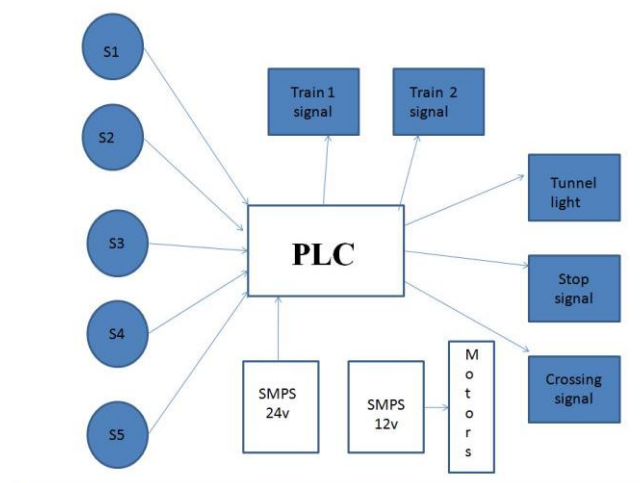 S1
Train 1
signal
Train 2
signal
S2
Tunnel
light
S3
PLC
Stop
signal
S4
SMPS
24v
SMPS
12v
Motors
Crossing
signal
S5